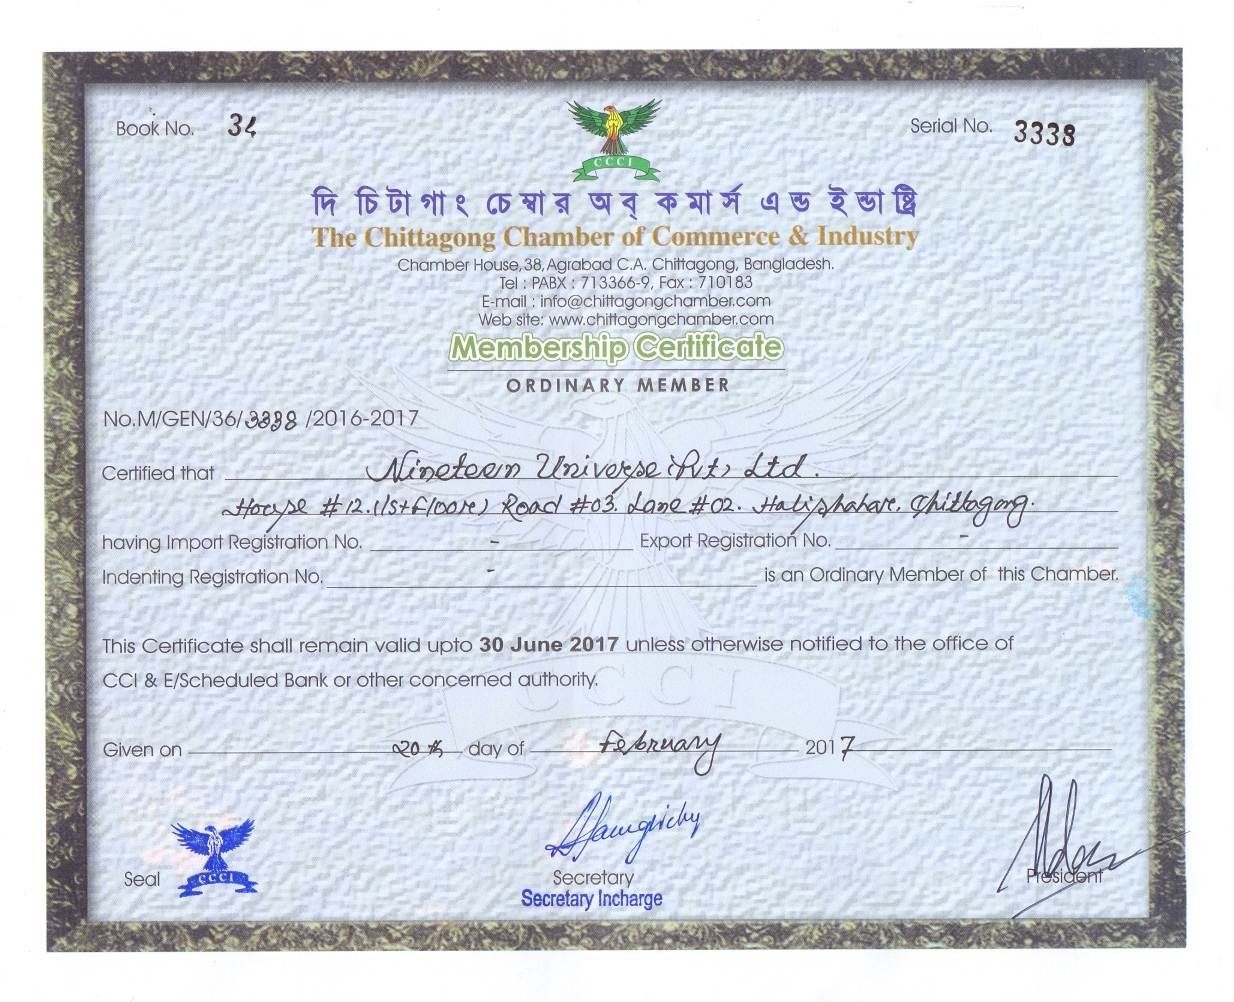 Book No. 34
Serial No. 3338
CCCI
দি চিটাগাং চেম্বার অব্ কমার্স এন্ড ইন্ডাষ্ট্রি
The Chittagong Chamber of Commerce & Industry
Chamber House,38,Agrabad C.A. Chittagong, Bangladesh.
Tel : PABX : 713366-9, Fax : 710183
E-mail : info@chittagongchamber.com
Web site: www.chittagongchamber.com
Membership Certificate
ORDINARY MEMBER
No.M/GEN/36/3338 /2016-2017
Certified that Nineteen Universe (Pvt) Ltd.
House #12.(1st floore) Road #03. Lane #02. Halishahar, Chittagong.
having Import Registration No. - Export Registration No. -
Indenting Registration No. - is an Ordinary Member of this Chamber.
This Certificate shall remain valid upto 30 June 2017 unless otherwise notified to the office of
CCI & E/Scheduled Bank or other concerned authority.
CCCI
Given on 20th day of February 2017
Seal
CCCI
Secretary
Secretary Incharge
President